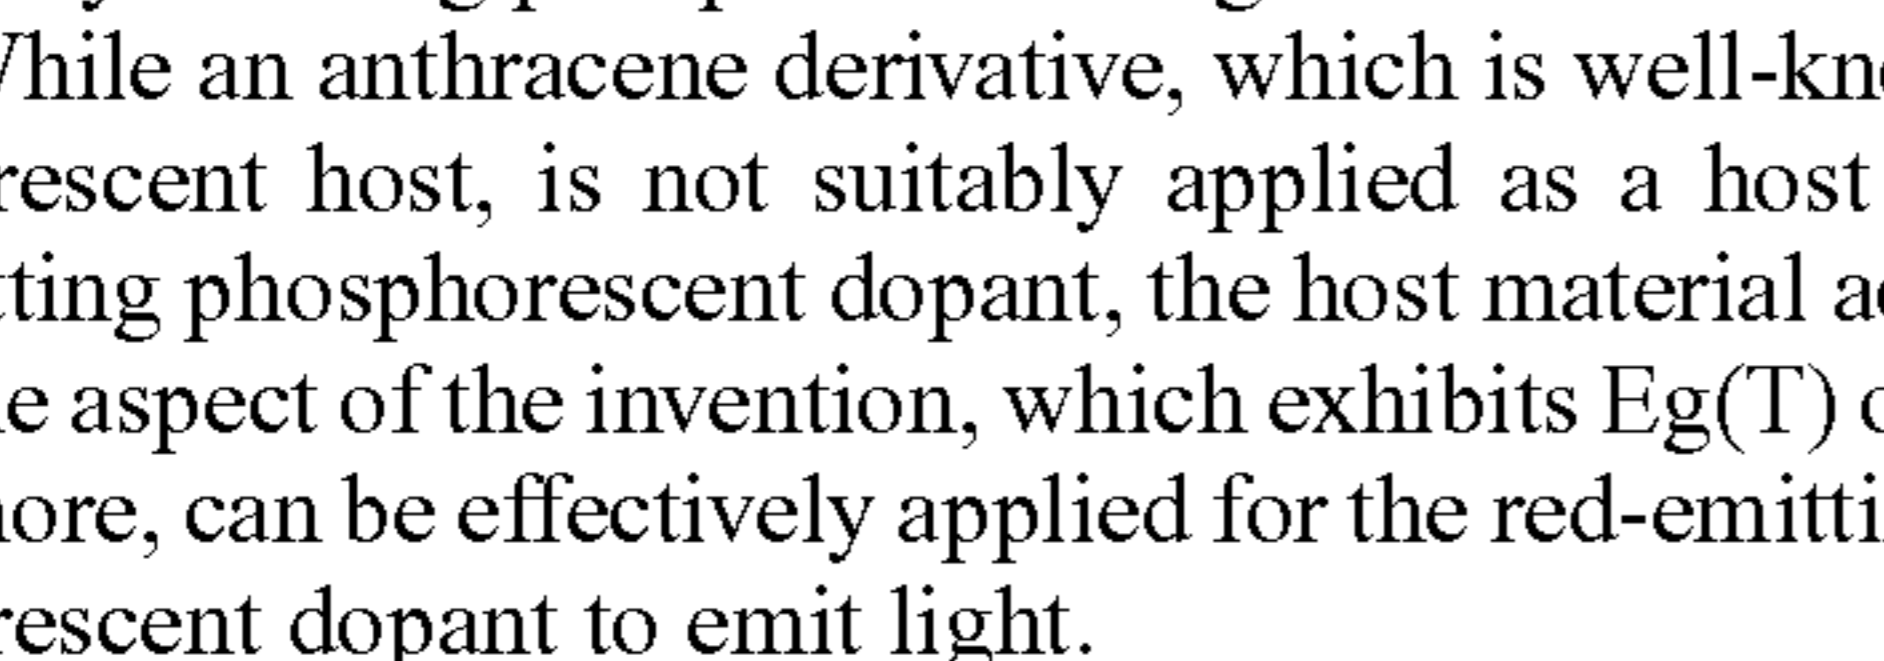 While an anthracene derivative, which is well-
rescent host, is not suitably applied as a host
tting phosphorescent dopant, the host material
aspect of the invention, which exhibits Eg(T)
can be effectively applied for the red-emitti
rescent dopant to emit light.